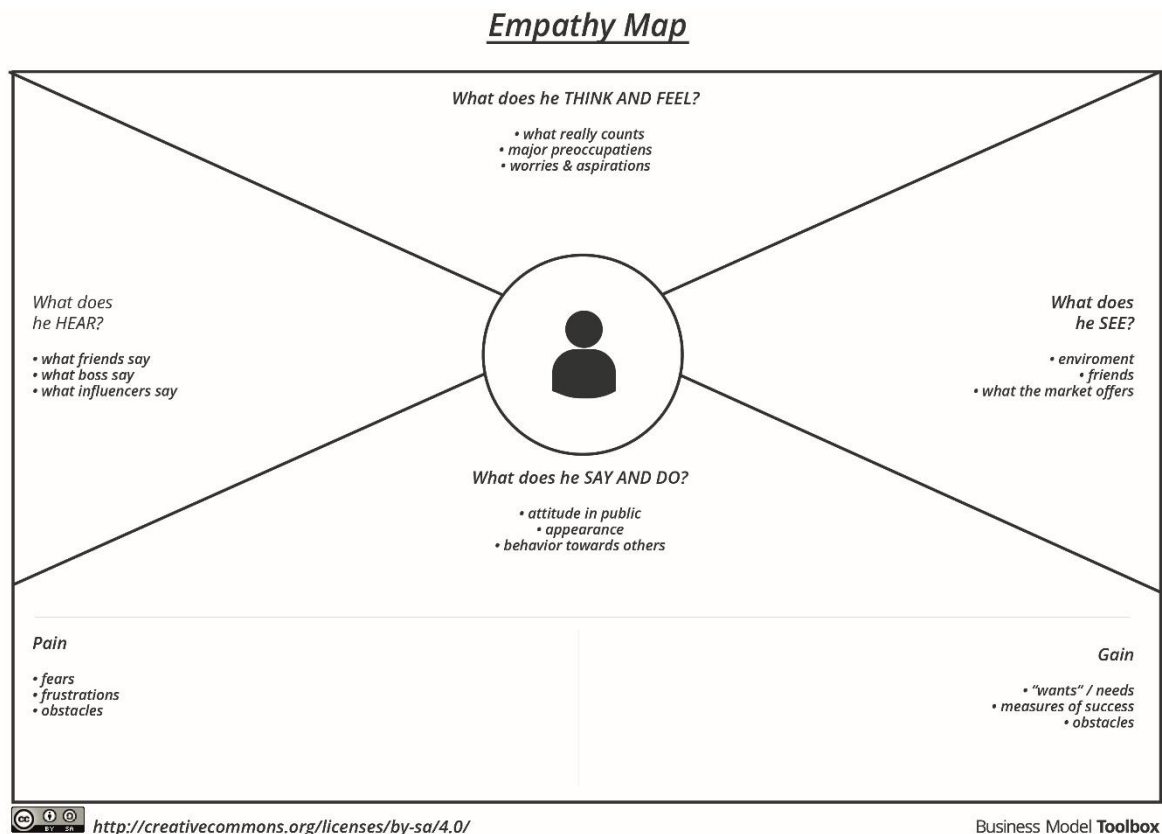 Empathy Map
What does he THINK AND FEEL?
• what really counts
• major preoccupatiens
• worries & aspirations
What does
he HEAR?
• what friends say
• what boss say
• what influencers say
What does
he SEE?
• enviroment
• friends
• what the market offers
What does he SAY AND DO?
• attitude in public
• appearance
• behavior towards others
Pain
• fears
• frustrations
• obstacles
Gain
• “wants“ / needs
• measures of success
• obstacles
cc BY SA http://creativecommons.org/licenses/by-sa/4.0/
Business Model Toolbox